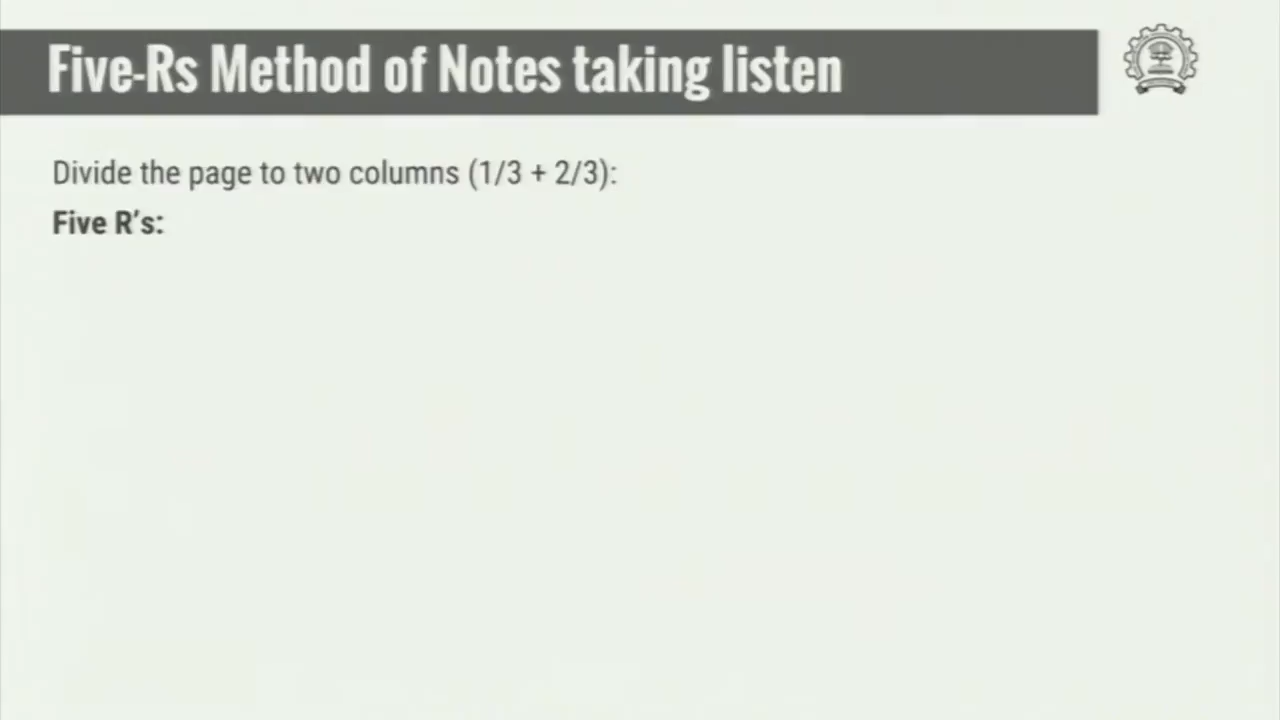 Five-Rs Method of Notes taking listen
Divide the page to two columns (1/3 + 2/3):
Five R's: